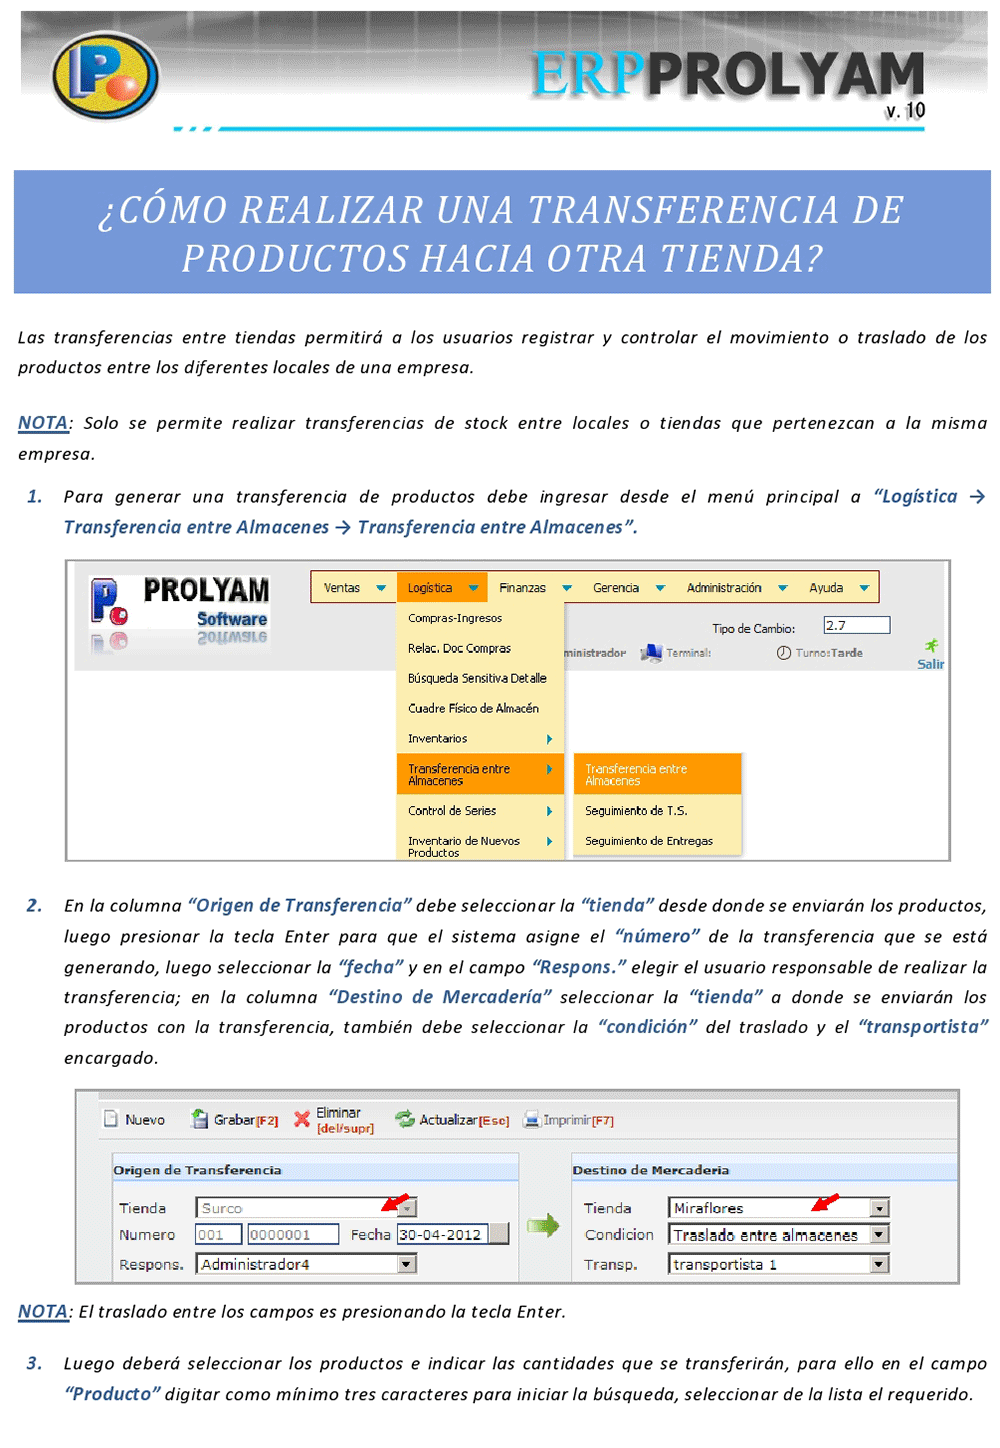 ERPPROLYAM
v. 10
¿CÓMO REALIZAR UNA TRANSFERENCIA DE
PRODUCTOS HACIA OTRA TIENDA?
Las transferencias entre tiendas permitirá a los usuarios registrar y controlar el movimiento o traslado de los
productos entre los diferentes locales de una empresa.
NOTA: Solo se permite realizar transferencias de stock entre locales o tiendas que pertenezcan a la misma
empresa.
1. Para generar una transferencia de productos debe ingresar desde el menú principal a “Logística →
Transferencia entre Almacenes → Transferencia entre Almacenes”.
PROLYAM
Software
Ventas Logística Finanzas Gerencia Administración Ayuda
Compras-Ingresos
Tipo de Cambio: 2.7
Relac. Doc Compras
ministrador Terminal: Turno:Tarde
Salir
Búsqueda Sensitiva Detalle
Cuadre Físico de Almacén
Inventarios
Transferencia entre
Almacenes
Transferencia entre
Almacenes
Control de Series
Seguimiento de T.S.
Inventario de Nuevos
Productos
Seguimiento de Entregas
2. En la columna “Origen de Transferencia” debe seleccionar la “tienda” desde donde se enviarán los productos,
luego presionar la tecla Enter para que el sistema asigne el “número” de la transferencia que se está
generando, luego seleccionar la “fecha” y en el campo “Respons.” elegir el usuario responsable de realizar la
transferencia; en la columna “Destino de Mercadería” seleccionar la “tienda” a donde se enviarán los
productos con la transferencia, también debe seleccionar la “condición” del traslado y el “transportista”
encargado.
Nuevo Grabar[F2] Eliminar [del/supr] Actualizar[Esc] Imprimir[F7]
Origen de Transferencia
Destino de Mercaderia
Tienda Surco
Tienda Miraflores
Numero 001 0000001 Fecha 30-04-2012
Condicion Traslado entre almacenes
Respons. Administrador4
Transp. transportista 1
NOTA: El traslado entre los campos es presionando la tecla Enter.
3. Luego deberá seleccionar los productos e indicar las cantidades que se transferirán, para ello en el campo
“Producto” digitar como mínimo tres caracteres para iniciar la búsqueda, seleccionar de la lista el requerido.